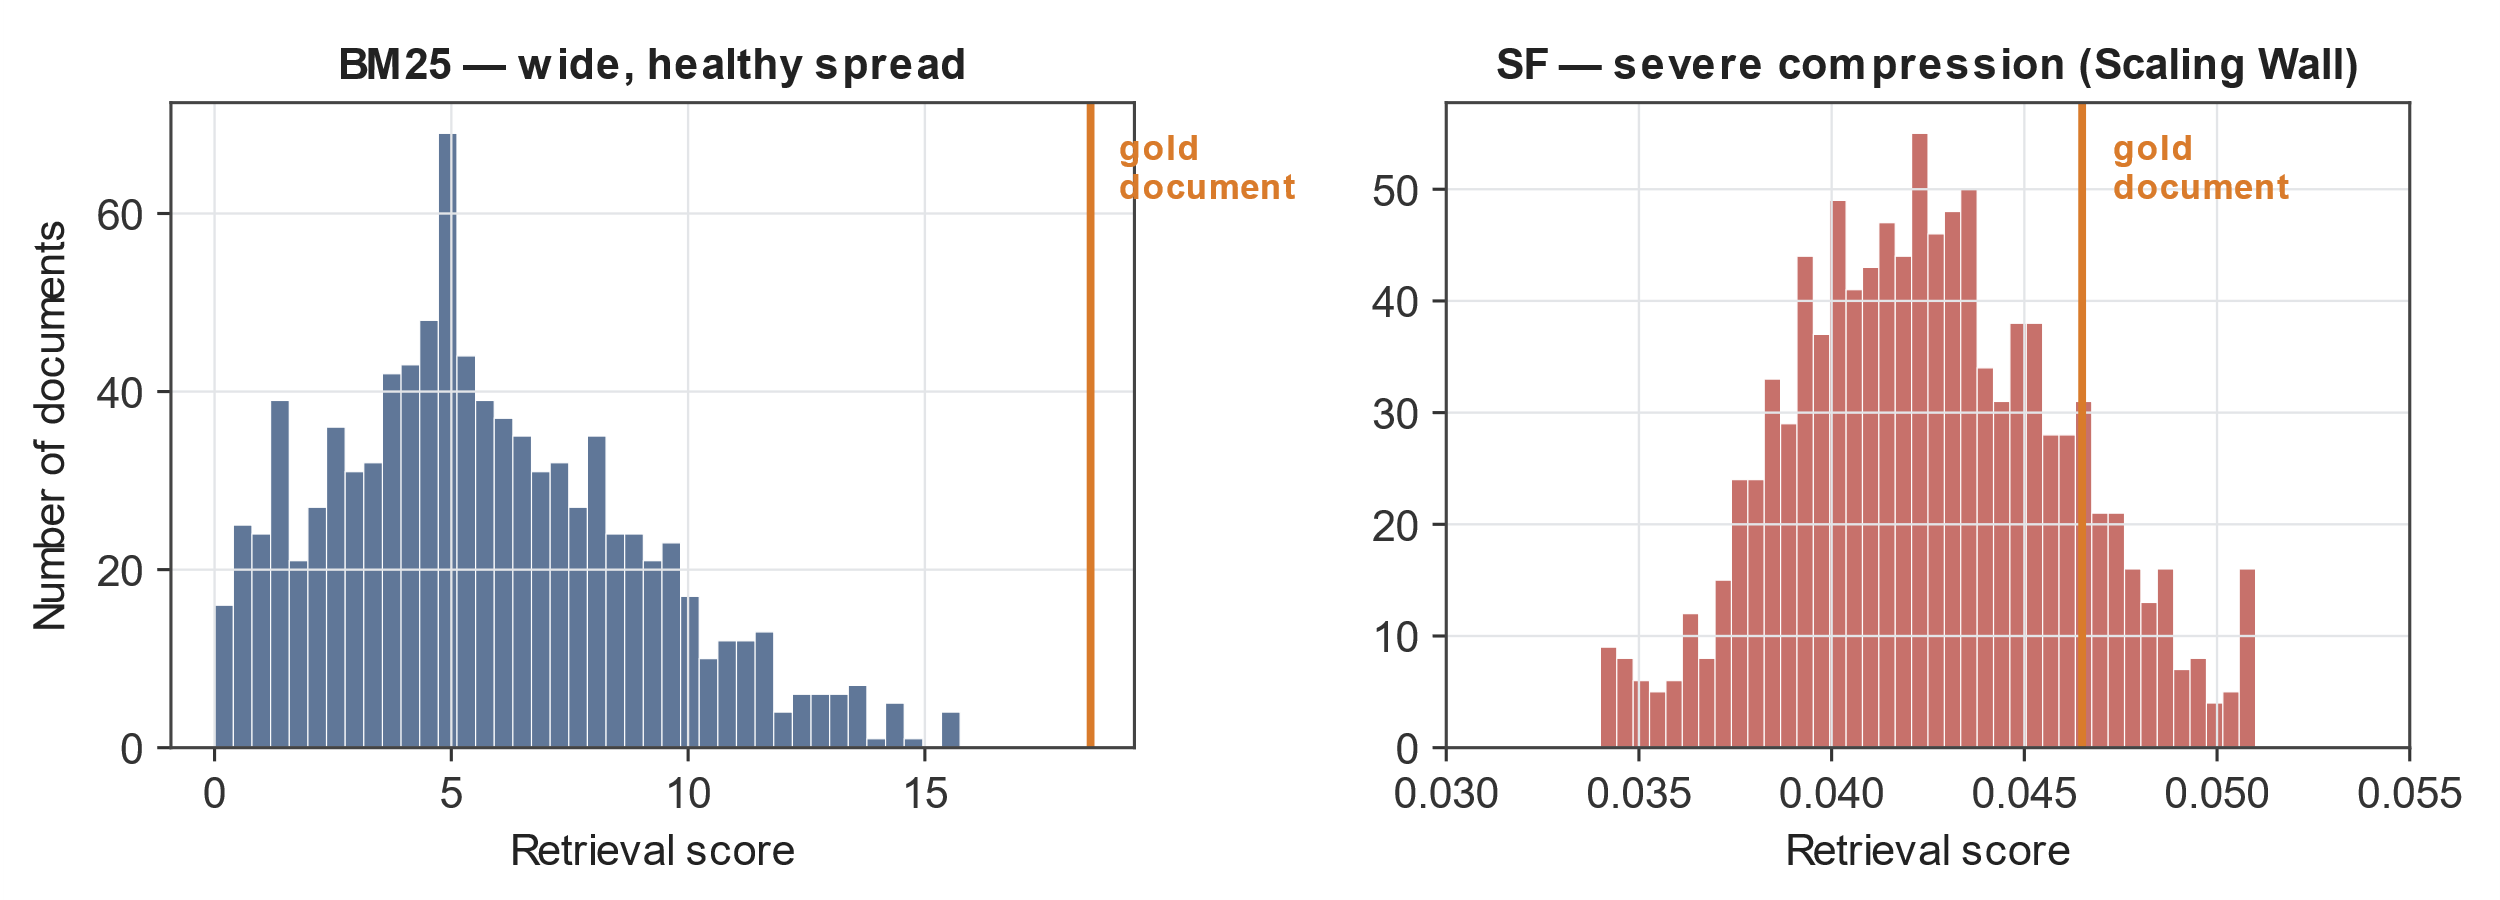 BM25 — wide, healthy spread
gold
document
Number of documents
60
40
20
0
0 5 10 15
Retrieval score
SF — severe compression (Scaling Wall)
gold
document
50
40
30
20
10
0
0.030 0.035 0.040 0.045 0.050 0.055
Retrieval score